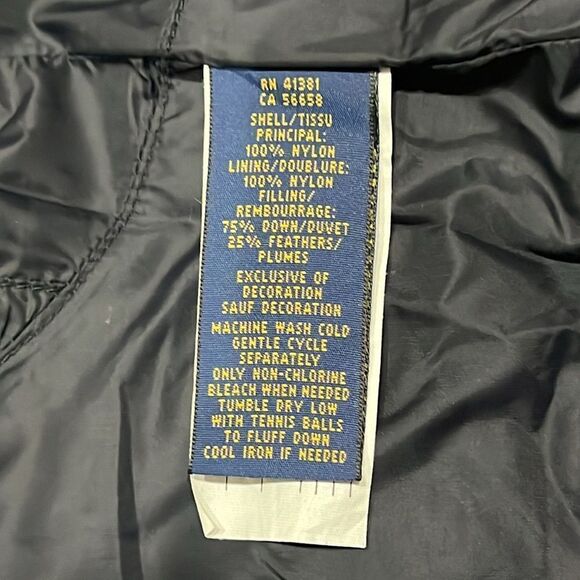 RN 41381
CA 56658
SHELL/TISSU
PRINCIPAL:
100% NYLON
LINING/DOUBLURE:
100% NYLON
FILLING/
REMBOURRAGE:
75% DOWN/DUVET
25% FEATHERS/
PLUMES
EXCLUSIVE OF
DECORATION
SAUF DECORATION
MACHINE WASH COLD
GENTLE CYCLE
SEPARATELY
ONLY NON-CHLORINE
BLEACH WHEN NEEDED
TUMBLE DRY LOW
WITH TENNIS BALLS
TO FLUFF DOWN
COOL IRON IF NEEDED